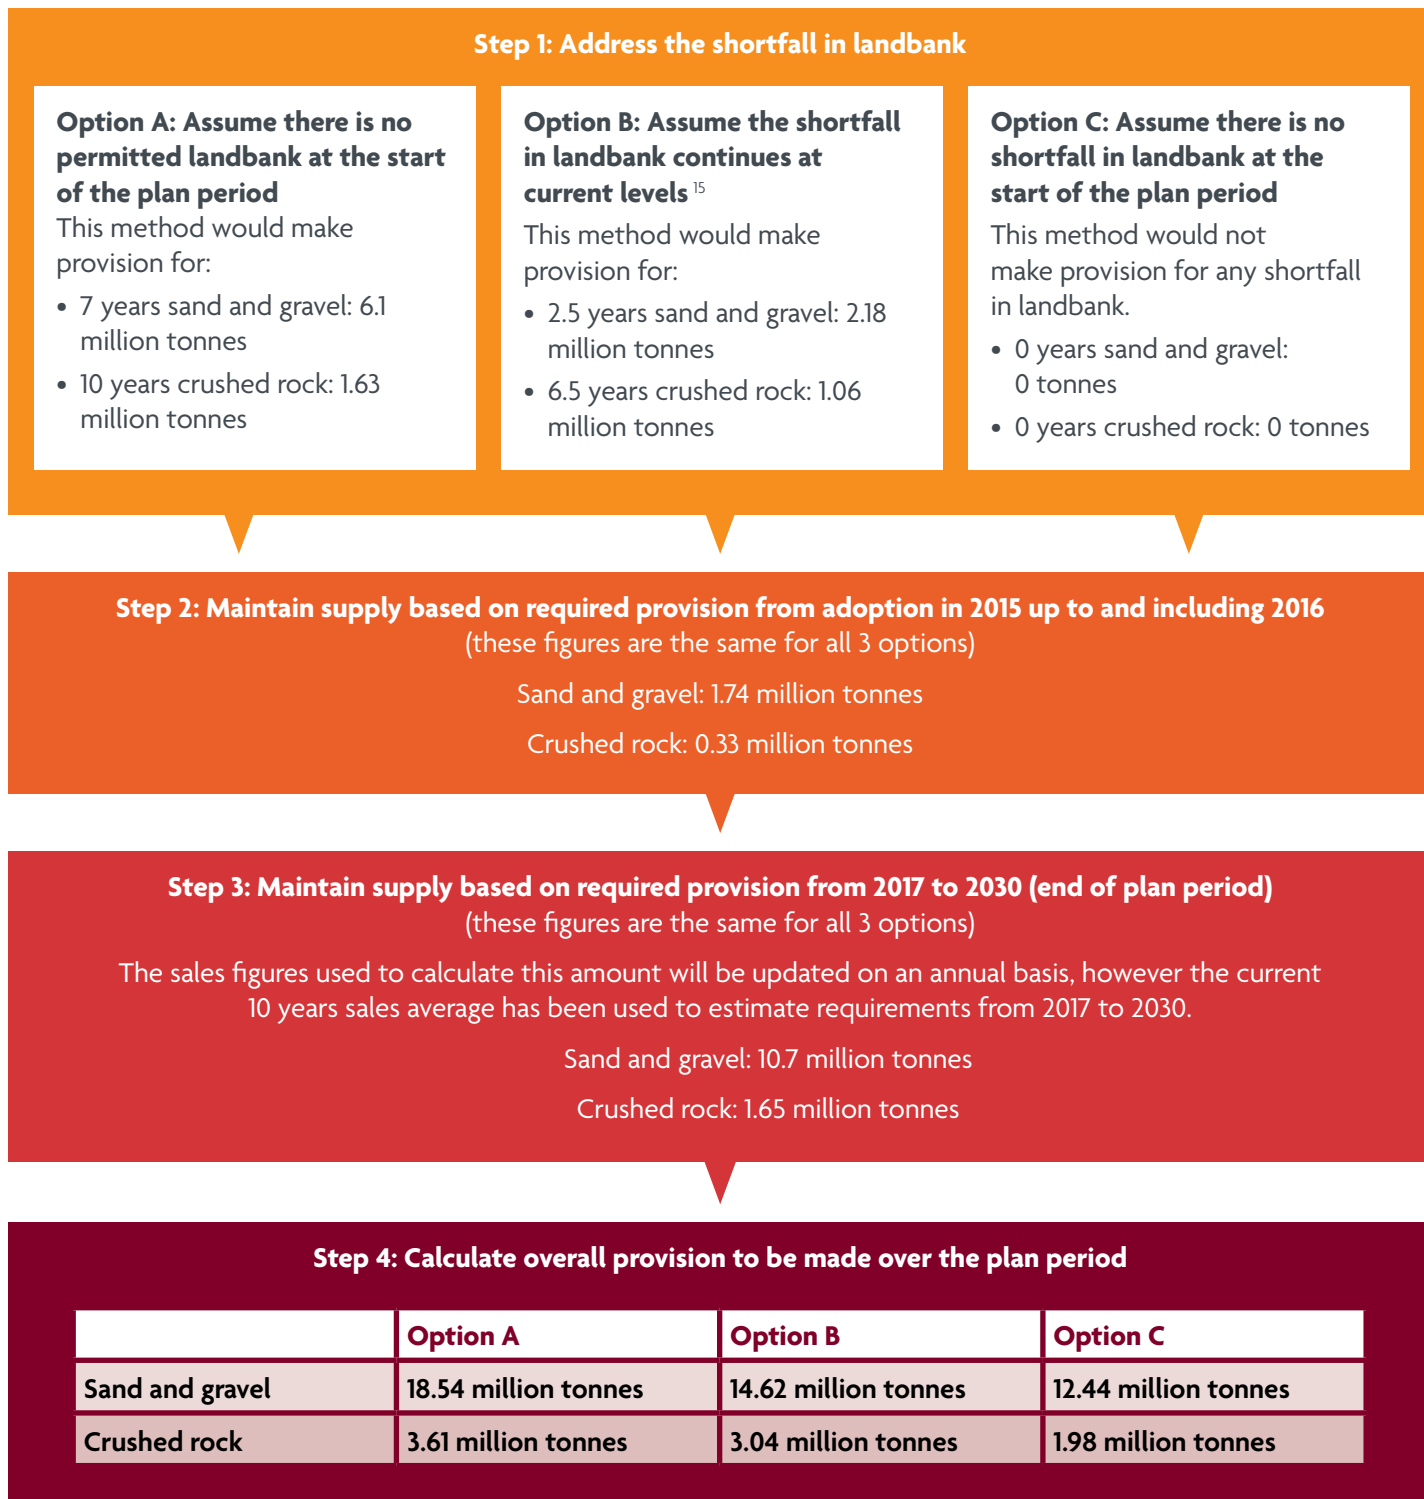 Step 1: Address the shortfall in landbank
Option A: Assume there is no
permitted landbank at the start
of the plan period
This method would make
provision for:
• 7 years sand and gravel: 6.1
million tonnes
• 10 years crushed rock: 1.63
million tonnes
Option B: Assume the shortfall
in landbank continues at
current levels 15
This method would make
provision for:
• 2.5 years sand and gravel: 2.18
million tonnes
• 6.5 years crushed rock: 1.06
million tonnes
Option C: Assume there is no
shortfall in landbank at the
start of the plan period
This method would not
make provision for any shortfall
in landbank.
• 0 years sand and gravel:
0 tonnes
• 0 years crushed rock: 0 tonnes
Step 2: Maintain supply based on required provision from adoption in 2015 up to and including 2016
(these figures are the same for all 3 options)
Sand and gravel: 1.74 million tonnes
Crushed rock: 0.33 million tonnes
Step 3: Maintain supply based on required provision from 2017 to 2030 (end of plan period)
(these figures are the same for all 3 options)
The sales figures used to calculate this amount will be updated on an annual basis, however the current
10 years sales average has been used to estimate requirements from 2017 to 2030.
Sand and gravel: 10.7 million tonnes
Crushed rock: 1.65 million tonnes
Step 4: Calculate overall provision to be made over the plan period
Option A Option B Option C
Sand and gravel 18.54 million tonnes 14.62 million tonnes 12.44 million tonnes
Crushed rock 3.61 million tonnes 3.04 million tonnes 1.98 million tonnes